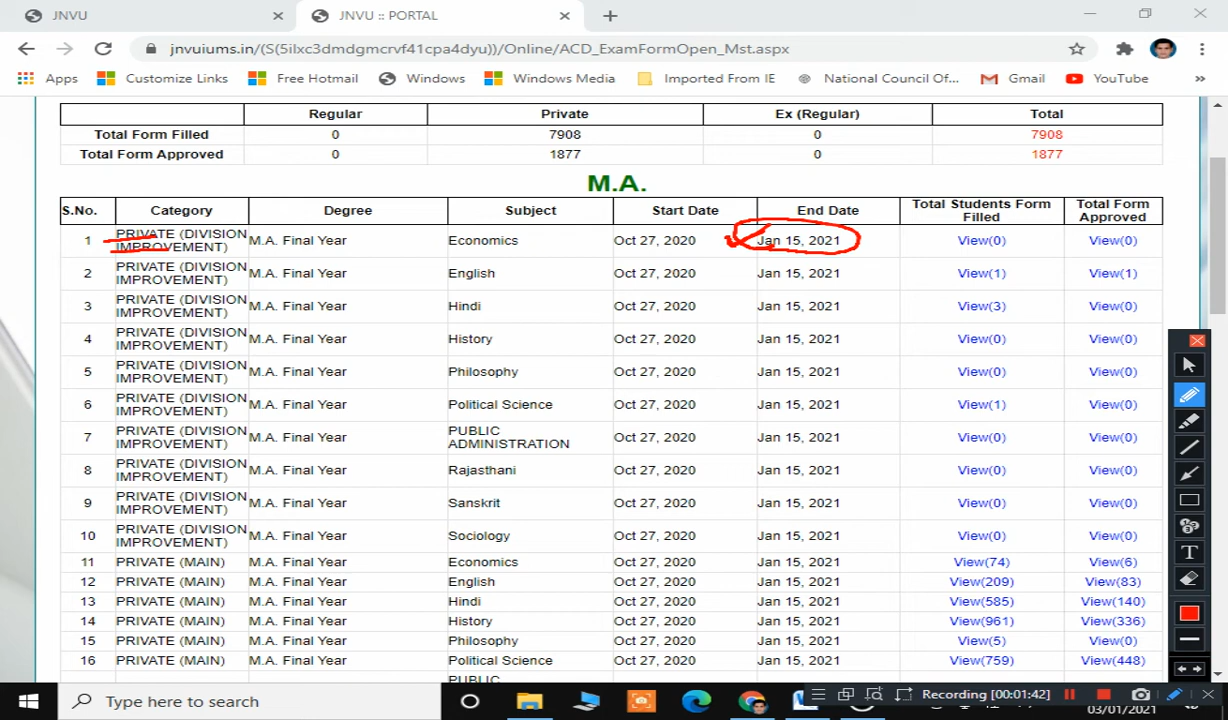 JNVU
JNVU :: PORTAL
jnvuiums.in/(S(5ilxc3dmdgmcrvf41cpa4dyu))/Online/ACD_ExamFormOpen_Mst.aspx
Apps Customize Links Free Hotmail Windows Windows Media Imported From IE National Council Of... Gmail YouTube »
Regular Private Ex (Regular) Total
Total Form Filled 0 7908 0 7908
Total Form Approved 0 1877 0 1877
M.A.
S.No. Category Degree Subject Start Date End Date Total Students Form Filled Total Form Approved
1 PRIVATE (DIVISION IMPROVEMENT) M.A. Final Year Economics Oct 27, 2020 Jan 15, 2021 View(0) View(0)
2 PRIVATE (DIVISION IMPROVEMENT) M.A. Final Year English Oct 27, 2020 Jan 15, 2021 View(1) View(1)
3 PRIVATE (DIVISION IMPROVEMENT) M.A. Final Year Hindi Oct 27, 2020 Jan 15, 2021 View(3) View(0)
4 PRIVATE (DIVISION IMPROVEMENT) M.A. Final Year History Oct 27, 2020 Jan 15, 2021 View(0) View(0)
5 PRIVATE (DIVISION IMPROVEMENT) M.A. Final Year Philosophy Oct 27, 2020 Jan 15, 2021 View(0) View(0)
6 PRIVATE (DIVISION IMPROVEMENT) M.A. Final Year Political Science Oct 27, 2020 Jan 15, 2021 View(1) View(0)
7 PRIVATE (DIVISION IMPROVEMENT) M.A. Final Year PUBLIC ADMINISTRATION Oct 27, 2020 Jan 15, 2021 View(0) View(0)
8 PRIVATE (DIVISION IMPROVEMENT) M.A. Final Year Rajasthani Oct 27, 2020 Jan 15, 2021 View(0) View(0)
9 PRIVATE (DIVISION IMPROVEMENT) M.A. Final Year Sanskrit Oct 27, 2020 Jan 15, 2021 View(0) View(0)
10 PRIVATE (DIVISION IMPROVEMENT) M.A. Final Year Sociology Oct 27, 2020 Jan 15, 2021 View(0) View(0)
11 PRIVATE (MAIN) M.A. Final Year Economics Oct 27, 2020 Jan 15, 2021 View(74) View(6)
12 PRIVATE (MAIN) M.A. Final Year English Oct 27, 2020 Jan 15, 2021 View(209) View(83)
13 PRIVATE (MAIN) M.A. Final Year Hindi Oct 27, 2020 Jan 15, 2021 View(585) View(140)
14 PRIVATE (MAIN) M.A. Final Year History Oct 27, 2020 Jan 15, 2021 View(961) View(336)
15 PRIVATE (MAIN) M.A. Final Year Philosophy Oct 27, 2020 Jan 15, 2021 View(5) View(0)
16 PRIVATE (MAIN) M.A. Final Year Political Science Oct 27, 2020 Jan 15, 2021 View(759) View(448)
PUBLIC
Type here to search
Recording [00:01:42]
03/01/2021